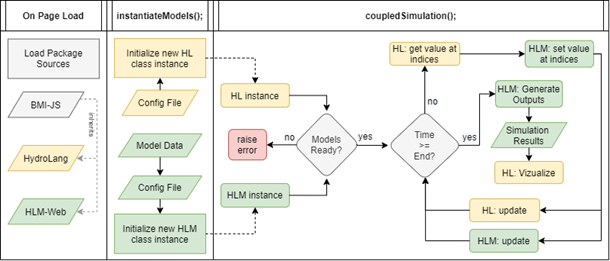 On Page Load
instantiateModels();
coupledSimulation();
Load Package
Sources
BMI-JS
inherits
HydroLang
HLM-Web
Initialize new HL
class instance
Config File
Model Data
Config File
Initialize new HLM
class instance
HL instance
raise
error
no
Models
Ready?
yes
HLM instance
HL: get value at
indices
HLM: set value
at indices
no
Time
>=
End?
yes
HLM: Generate
Outputs
Simulation
Results
HL: Vizualize
HL: update
HLM: update